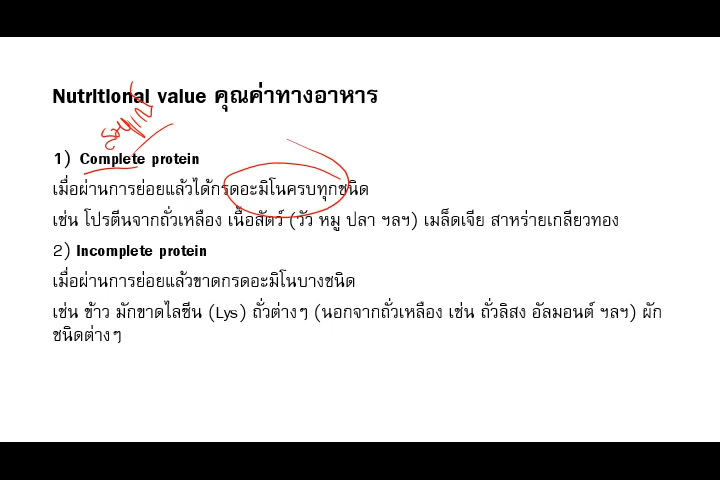 Nutritional value คุณค่าทางอาหาร
1) Complete protein
เมื่อผ่านการย่อยแล้วได้กรดอะมิโนครบทุกชนิด
เช่น โปรตีนจากถั่วเหลือง เนื้อสัตว์ (วัว หมู ปลา ฯลฯ) เมล็ดเจีย สาหร่ายเกลียวทอง
2) Incomplete protein
เมื่อผ่านการย่อยแล้วขาดกรดอะมิโนบางชนิด
เช่น ข้าว มักขาดไลซีน (Lys) ถั่วต่างๆ (นอกจากถั่วเหลือง เช่น ถั่วลิสง อัลมอนต์ ฯลฯ) ผัก
ชนิดต่างๆ